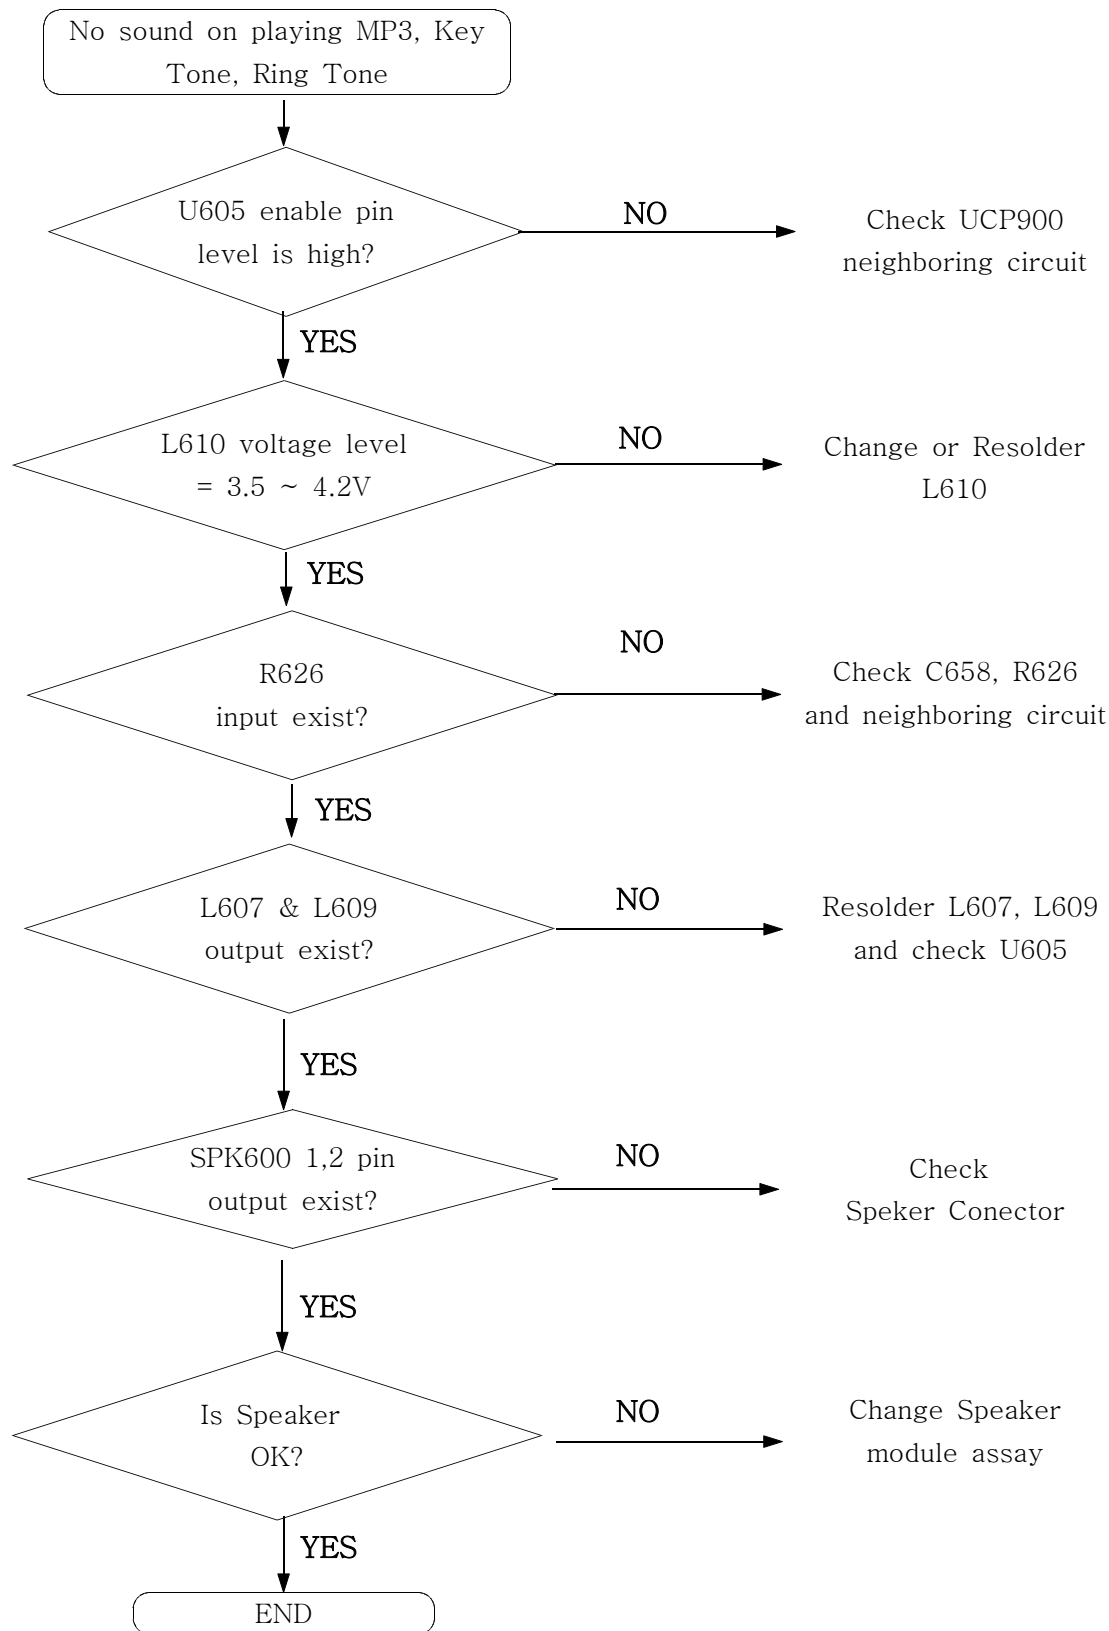 No sound on playing MP3, Key
Tone, Ring Tone
U605 enable pin
level is high?
NO
Check UCP900
neighboring circuit
YES
L610 voltage level
= 3.5 ~ 4.2V
NO
Change or Resolder
L610
YES
R626
input exist?
NO
Check C658, R626
and neighboring circuit
YES
L607 & L609
output exist?
NO
Resolder L607, L609
and check U605
YES
SPK600 1,2 pin
output exist?
NO
Check
Speker Conector
YES
Is Speaker
OK?
NO
Change Speaker
module assay
YES
END